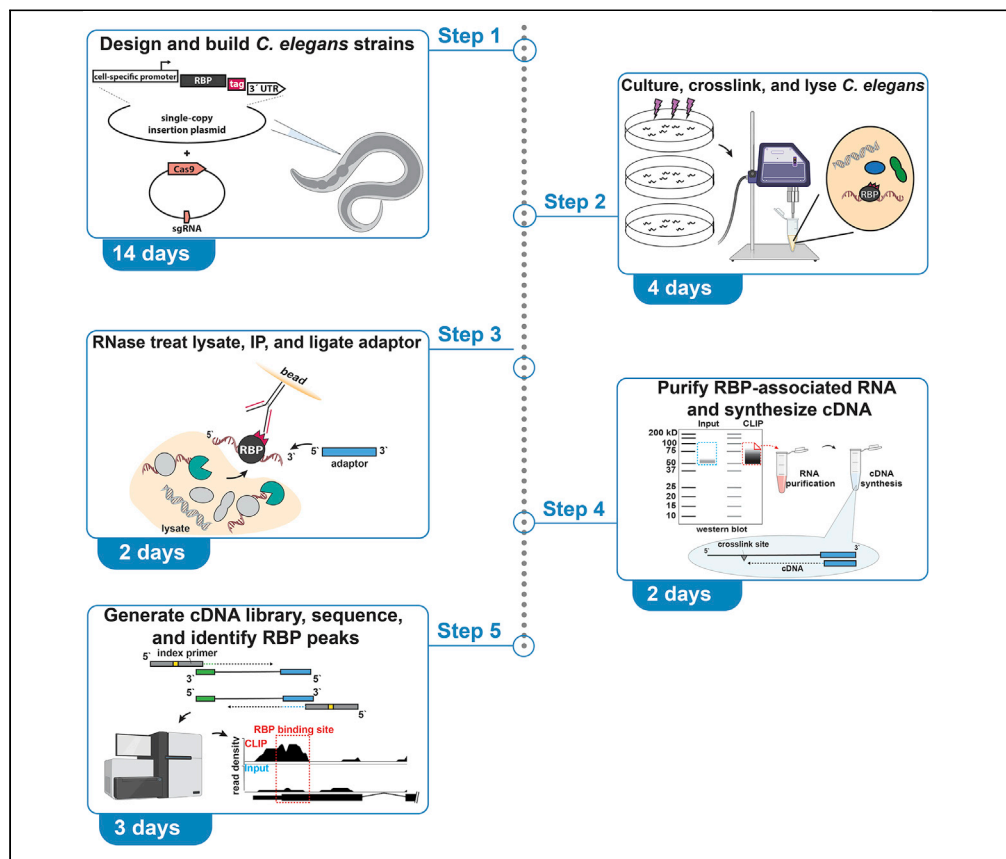 Step 1
Design and build C. elegans strains
cell-specific promoter
RBP
tag
3´ UTR
single-copy
insertion plasmid
+
Cas9
sgRNA
14 days
Step 2
Culture, crosslink, and lyse C. elegans
RBP
4 days
Step 3
RNase treat lysate, IP, and ligate adaptor
bead
5`
RBP
3`
5`
3`
adaptor
lysate
2 days
Step 4
Purify RBP-associated RNA
and synthesize cDNA
Input
CLIP
200 kD
100
75
50
37
25
20
15
10
western blot
RNA
purification
cDNA
synthesis
crosslink site
5`
3`
cDNA
2 days
Step 5
Generate cDNA library, sequence,
and identify RBP peaks
5`
index primer
3`
5`
5`
3`
5`
RBP binding site
CLIP
Input
read density
3 days